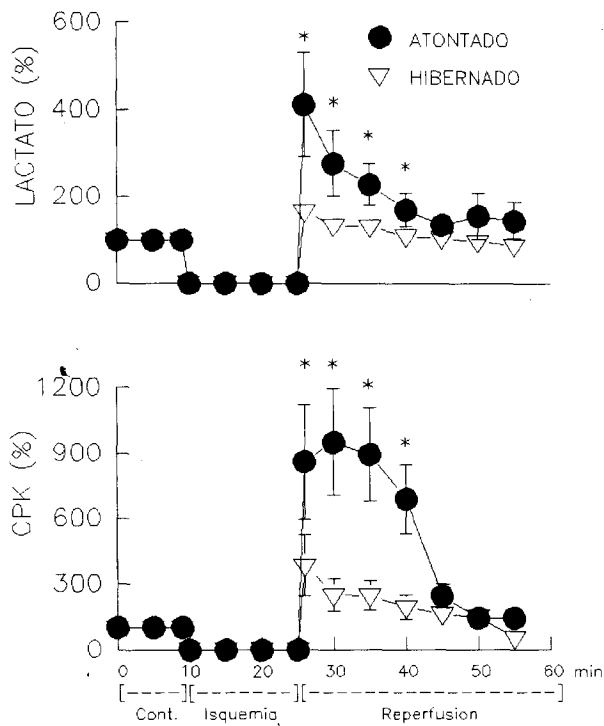 600
400
200
0
LACTATO (%)
ATONTADO
HIBERNADO
*
*
*
*
1200
900
600
300
0
CPK (%)
*
*
*
*
0 10 20 30 40 50 60 min
Cont. Isquemia Reperfusion